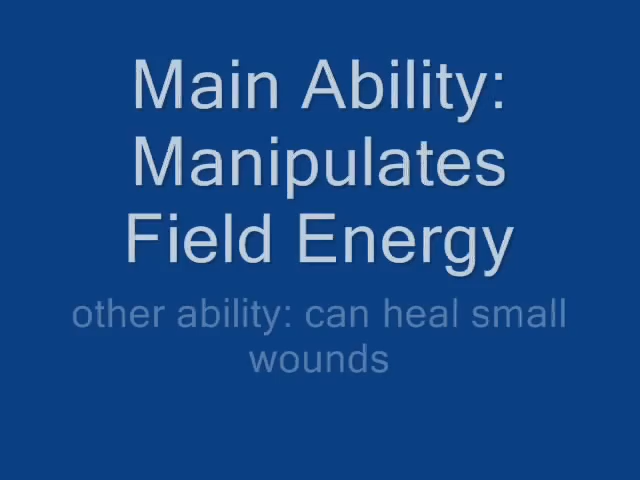 Main Ability:
Manipulates
Field Energy
other ability: can heal small
wounds